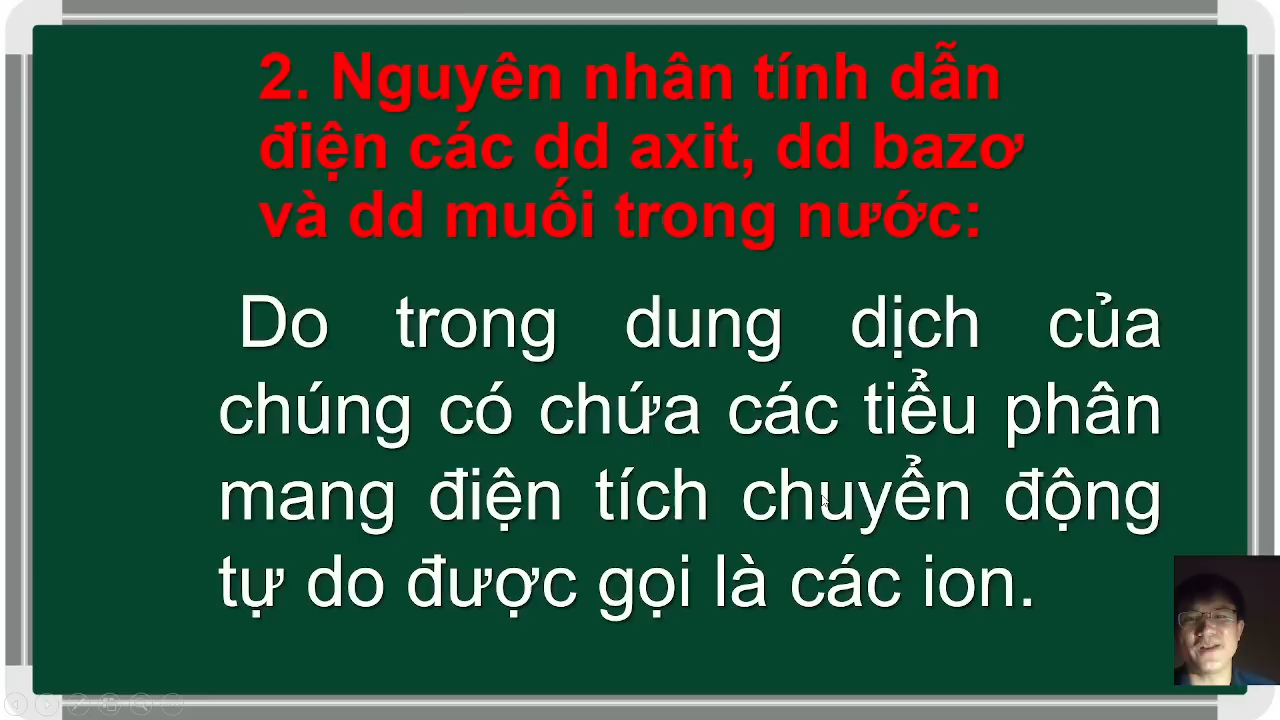 2. Nguyên nhân tính dẫn
điện các dd axit, dd bazơ
và dd muối trong nước:
Do trong dung dịch của
chúng có chứa các tiểu phân
mang điện tích chuyển động
tự do được gọi là các ion.